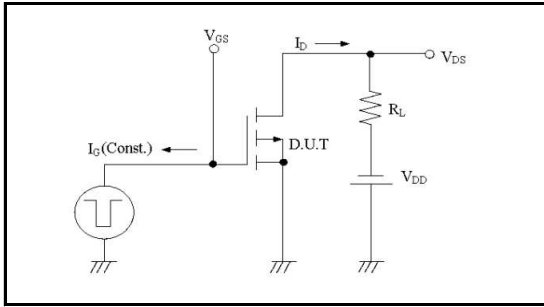 V_GS
I_D
V_DS
R_L
I_G(Const.)
D.U.T
V_DD